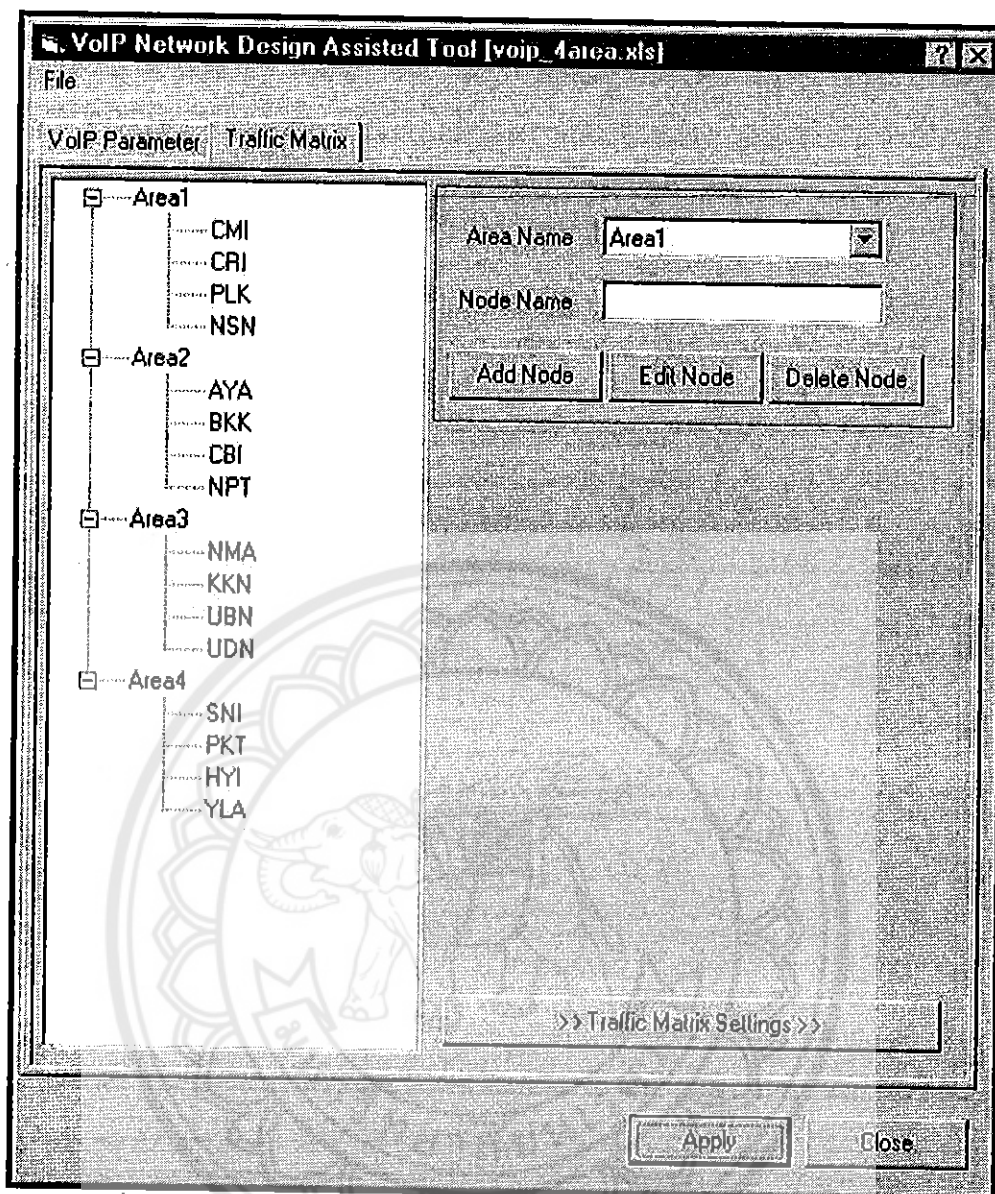 VoIP Network Design Assisted Tool [voip_4area.xls]
File
VoIP Parameter Traffic Matrix
Area1
CMI
CRI
PLK
NSN
Area2
AYA
BKK
CBI
NPT
Area3
NMA
KKN
UBN
UDN
Area4
SNI
PKT
HYI
YLA
Area Name Area1
Node Name
Add Node Edit Node Delete Node
>> Traffic Matrix Settings >>
Apply Close